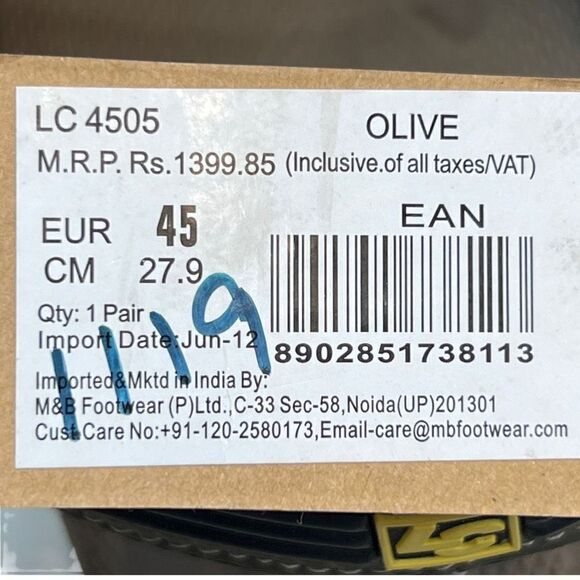 LC 4505 OLIVE
M.R.P. Rs.1399.85 (Inclusive.of all taxes/VAT)
EUR 45 EAN
CM 27.9
Qty: 1 Pair
Import Date:Jun-12 8902851738113
1119
Imported&Mktd in India By:
M&B Footwear (P)Ltd.,C-33 Sec-58,Noida(UP)201301
Cust.Care No:+91-120-2580173,Email-care@mbfootwear.com